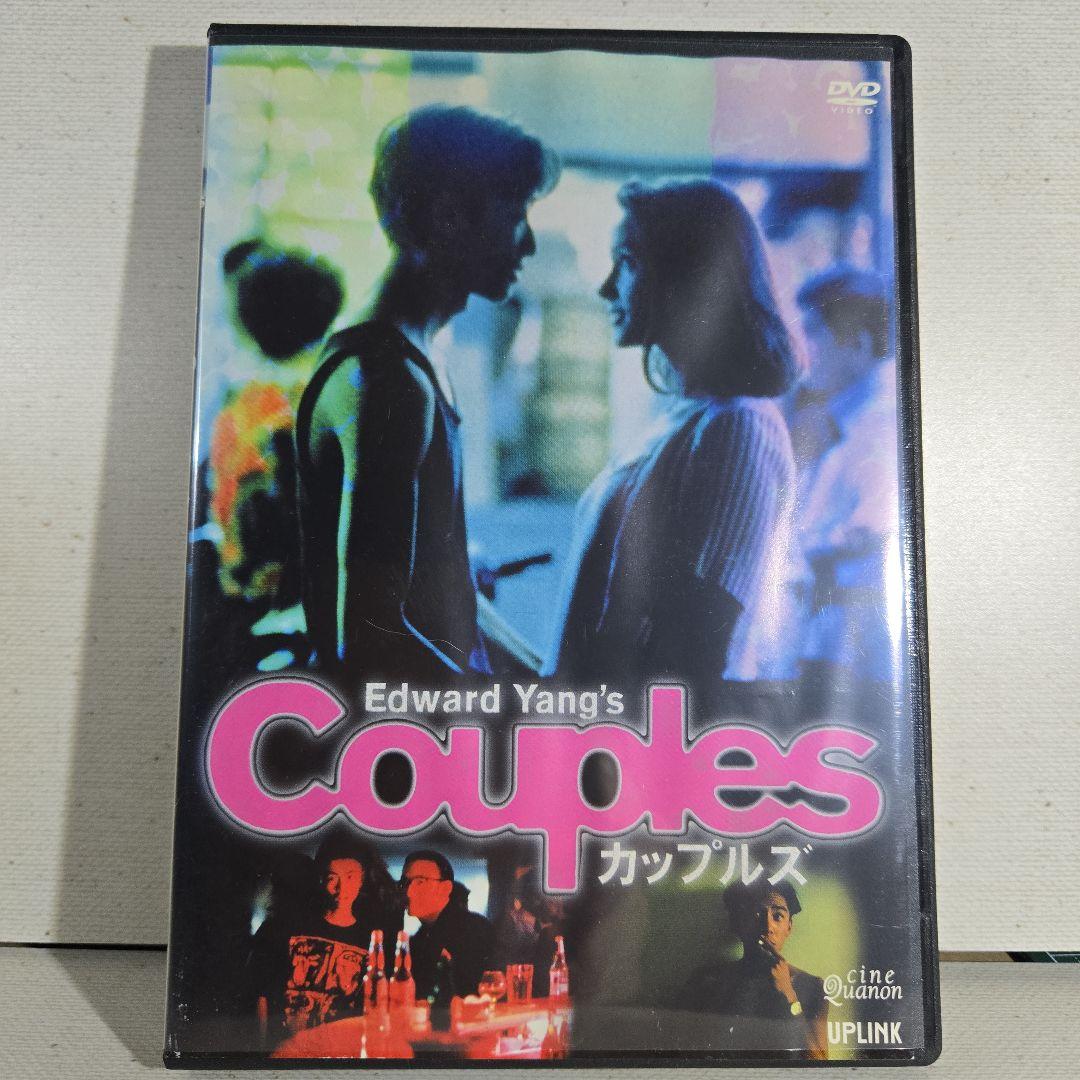 DVD
VIDEO
Edward Yang's
Couples
カップルズ
cine
Quanon
UPLINK